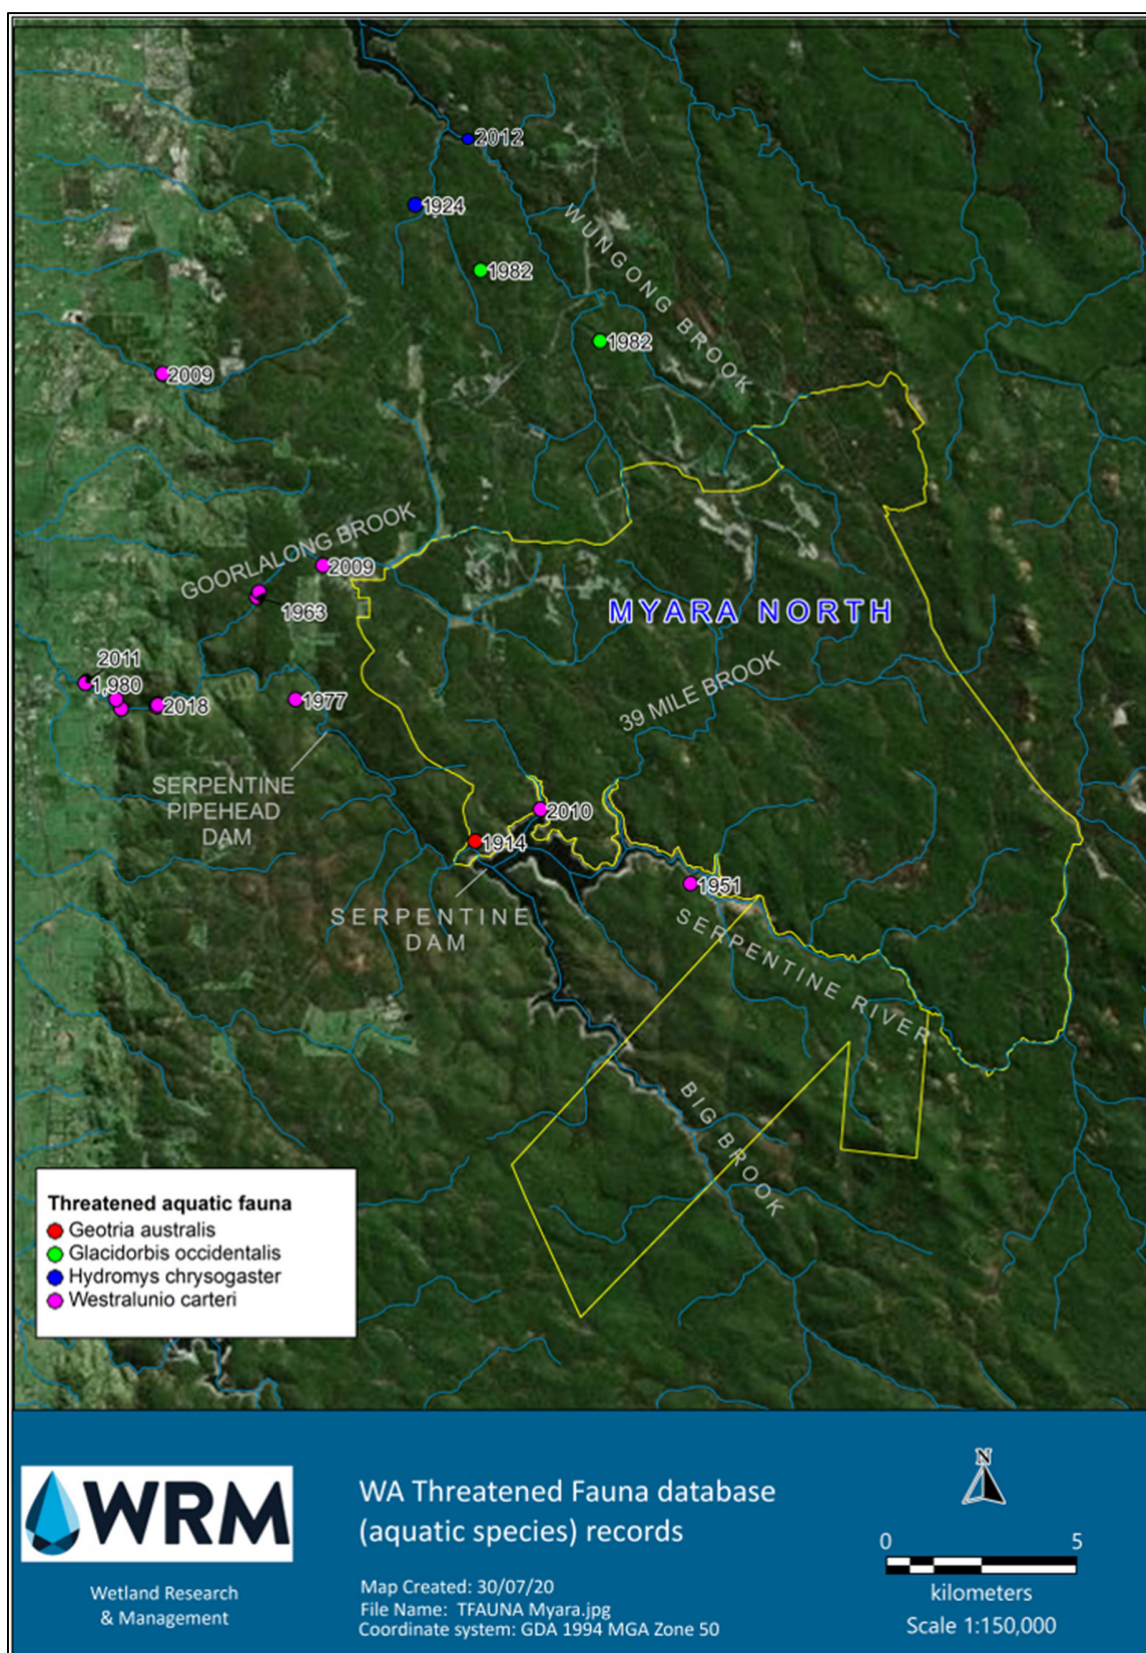 2012
1924
1982
WUNGONG BROOK
1982
2009
GOORLALONG BROOK
2009
1963
MYARA NORTH
2011
1,980
2018
1977
39 MILE BROOK
SERPENTINE
PIPEHEAD
DAM
2010
1914
1951
SERPENTINE
DAM
SERPENTINE RIVER
BIG BROOK
Threatened aquatic fauna
Geotria australis
Glacidorbis occidentalis
Hydromys chrysogaster
Westralunio carteri
WRM
Wetland Research
& Management
WA Threatened Fauna database
(aquatic species) records
Map Created: 30/07/20
File Name: TFAUNA Myara.jpg
Coordinate system: GDA 1994 MGA Zone 50
N
0 5
kilometers
Scale 1:150,000